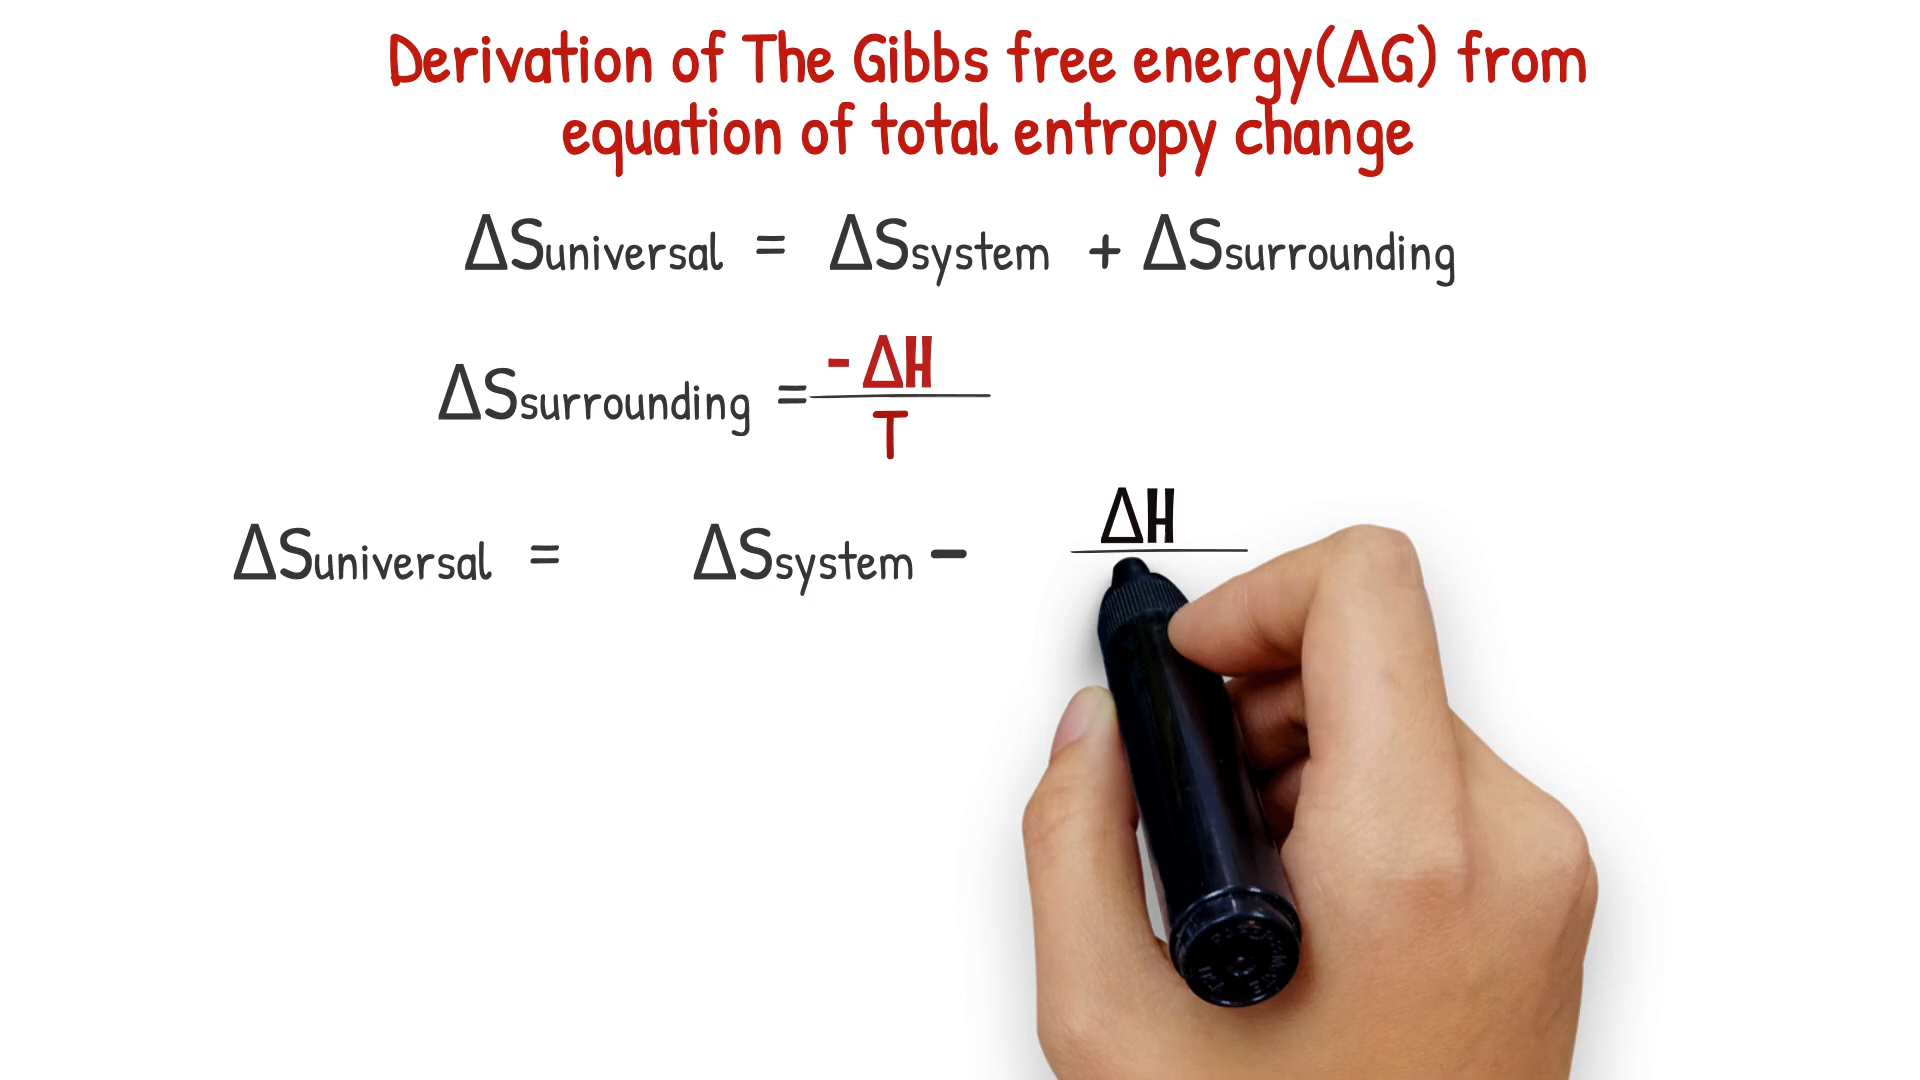 Derivation of The Gibbs free energy(ΔG) from
equation of total entropy change
ΔSuniversal = ΔSsystem + ΔSsurrounding
ΔSsurrounding = - ΔH
T
ΔSuniversal = ΔSsystem - ΔH